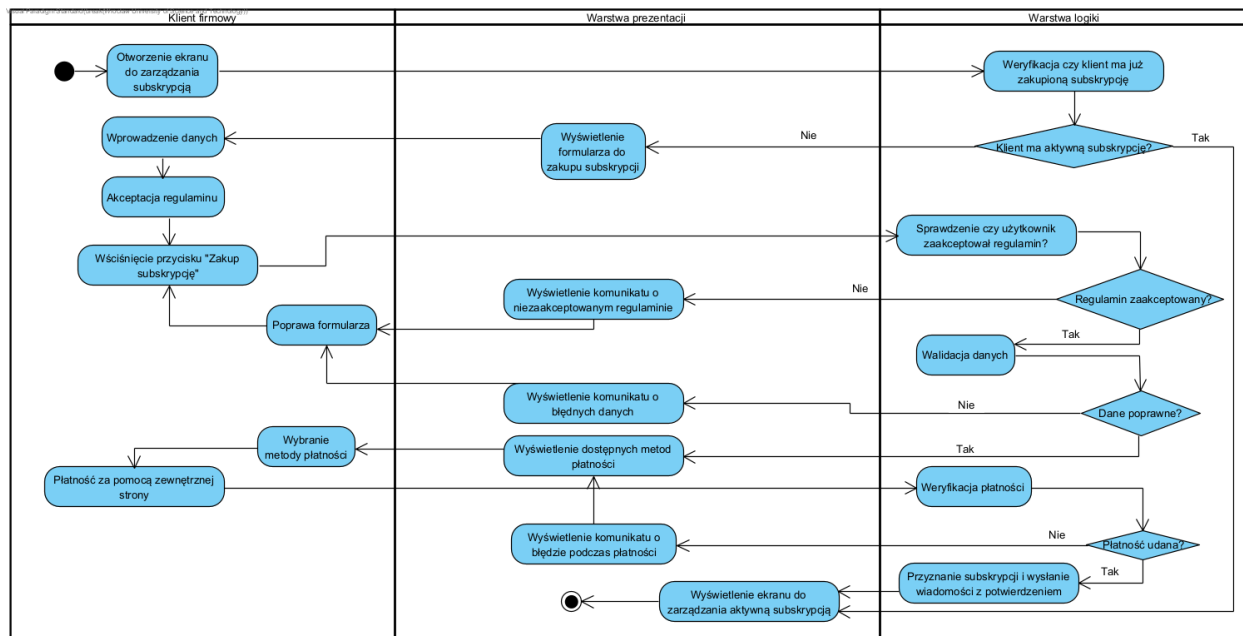 Klient firmowy
Warstwa prezentacji
Warstwa logiki
Otworzenie ekranu
do zarządzania
subskrypcją
Weryfikacja czy klient ma już
zakupioną subskrypcję
Wprowadzenie danych
Wyświetlenie
formularza do
zakupu subskrypcji
Nie
Klient ma aktywną subskrypcję?
Tak
Akceptacja regulaminu
Wściśnięcie przycisku "Zakup
subskrypcję"
Sprawdzenie czy użytkownik
zaakceptował regulamin?
Wyświetlenie komunikatu o
niezaakceptowanym regulaminie
Nie
Regulamin zaakceptowany?
Poprawa formularza
Tak
Walidacja danych
Wyświetlenie komunikatu o
błędnych danych
Nie
Dane poprawne?
Wybranie
metody płatności
Wyświetlenie dostępnych metod
płatności
Tak
Płatność za pomocą zewnętrznej
strony
Weryfikacja płatności
Wyświetlenie komunikatu o
błędzie podczas płatności
Nie
Płatność udana?
Tak
Przyznanie subskrypcji i wysłanie
wiadomości z potwierdzeniem
Wyświetlenie ekranu do
zarządzania aktywną subskrypcją